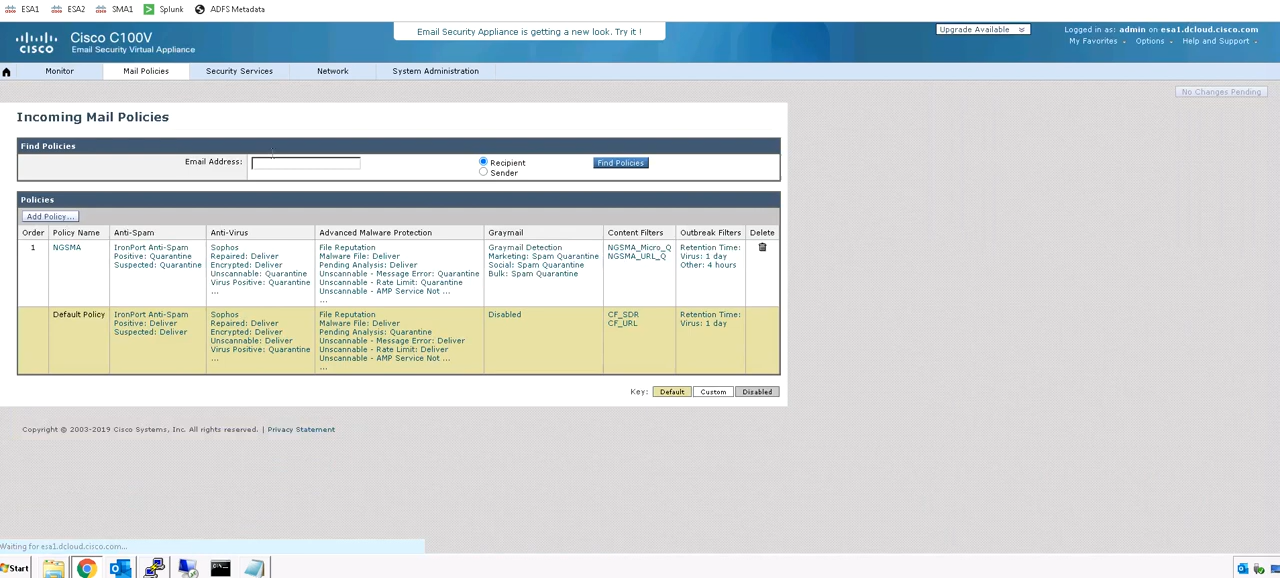 ESA1 ESA2 SMA1 Splunk ADFS Metadata
Email Security Appliance is getting a new look. Try it !
Upgrade Available
Logged in as: admin on esa1.dcloud.cisco.com
My Favorites Options Help and Support
CISCO
Cisco C100V
Email Security Virtual Appliance
Monitor Mail Policies Security Services Network System Administration
No Changes Pending
Incoming Mail Policies
Find Policies
Email Address:
Recipient
Sender
Find Policies
Policies
Add Policy...
Order Policy Name Anti-Spam Anti-Virus Advanced Malware Protection Graymail Content Filters Outbreak Filters Delete
1
NGSMA
IronPort Anti-Spam
Positive: Quarantine
Suspected: Quarantine
Sophos
Repaired: Deliver
Encrypted: Deliver
Unscannable: Quarantine
Virus Positive: Quarantine
...
File Reputation
Malware File: Deliver
Pending Analysis: Deliver
Unscannable - Message Error: Quarantine
Unscannable - Rate Limit: Quarantine
Unscannable - AMP Service Not ...
...
Graymail Detection
Marketing: Spam Quarantine
Social: Spam Quarantine
Bulk: Spam Quarantine
NGSMA_Micro_Q
NGSMA_URL_Q
Retention Time:
Virus: 1 day
Other: 4 hours
Default Policy
IronPort Anti-Spam
Positive: Deliver
Suspected: Deliver
Sophos
Repaired: Deliver
Encrypted: Deliver
Unscannable: Deliver
Virus Positive: Quarantine
...
File Reputation
Malware File: Deliver
Pending Analysis: Quarantine
Unscannable - Message Error: Deliver
Unscannable - Rate Limit: Deliver
Unscannable - AMP Service Not ...
...
Disabled
CF_SDR
CF_URL
Retention Time:
Virus: 1 day
Key: Default Custom Disabled
Copyright © 2003-2019 Cisco Systems, Inc. All rights reserved. | Privacy Statement
Waiting for esa1.dcloud.cisco.com...
Start